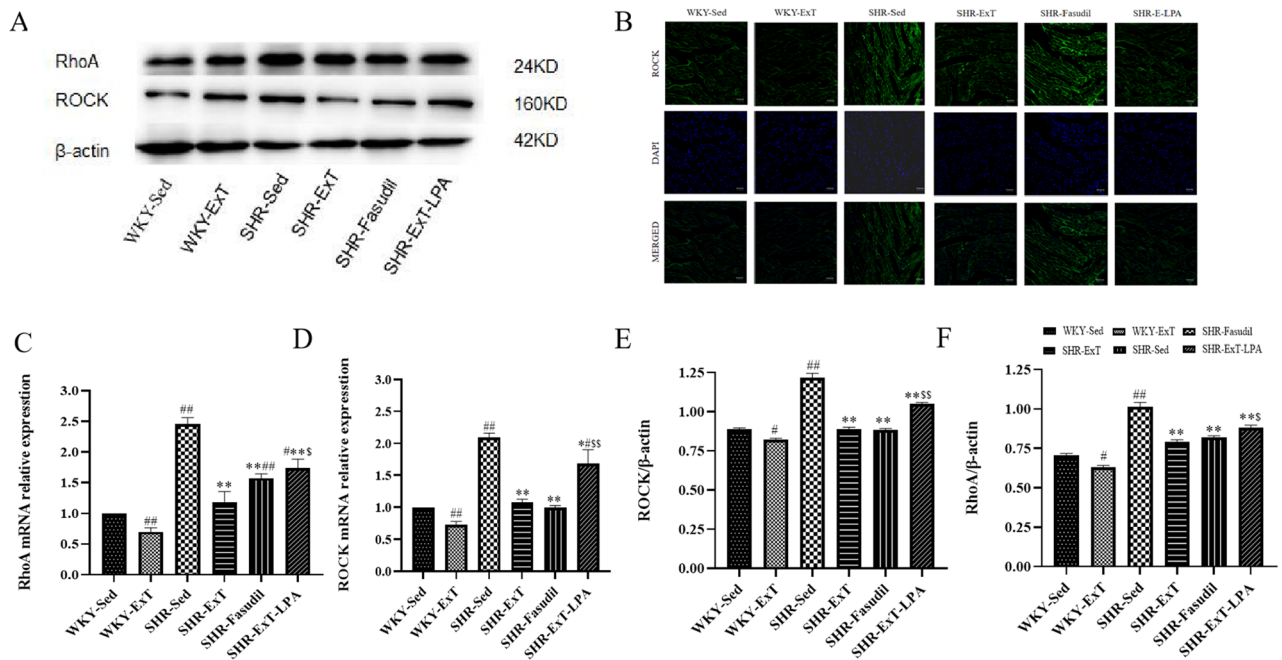 A
RhoA
24KD
ROCK
160KD
β-actin
42KD
WKY-Sed
WKY-ExT
SHR-Sed
SHR-ExT
SHR-Fasudil
SHR-ExT-LPA
B
WKY-Sed
WKY-ExT
SHR-Sed
SHR-ExT
SHR-Fasudil
SHR-E-LPA
ROCK
DAPI
MERGED
C
RhoA mRNA relative expresstion
3.0
2.5
2.0
1.5
1.0
0.5
0.0
##
##
**
**##
#**$
WKY-Sed
WKY-ExT
SHR-Sed
SHR-ExT
SHR-Fasudil
SHR-ExT-LPA
D
ROCK mRNA relative expresstion
3.0
2.5
2.0
1.5
1.0
0.5
0.0
##
##
**
**
*#$$
WKY-Sed
WKY-ExT
SHR-Sed
SHR-ExT
SHR-Fasudil
SHR-ExT-LPA
E
ROCK/β-actin
1.25
1.00
0.75
0.50
0.25
0.00
#
##
**
**
**$$
WKY-Sed
WKY-ExT
SHR-Sed
SHR-ExT
SHR-Fasudil
SHR-ExT-LPA
F
WKY-Sed WKY-ExT SHR-Fasudil
SHR-ExT SHR-Sed SHR-ExT-LPA
RhoA/β-actin
1.25
1.00
0.75
0.50
0.25
0.00
#
##
**
**
**$
WKY-Sed
WKY-ExT
SHR-Sed
SHR-ExT
SHR-Fasudil
SHR-ExT-LPA